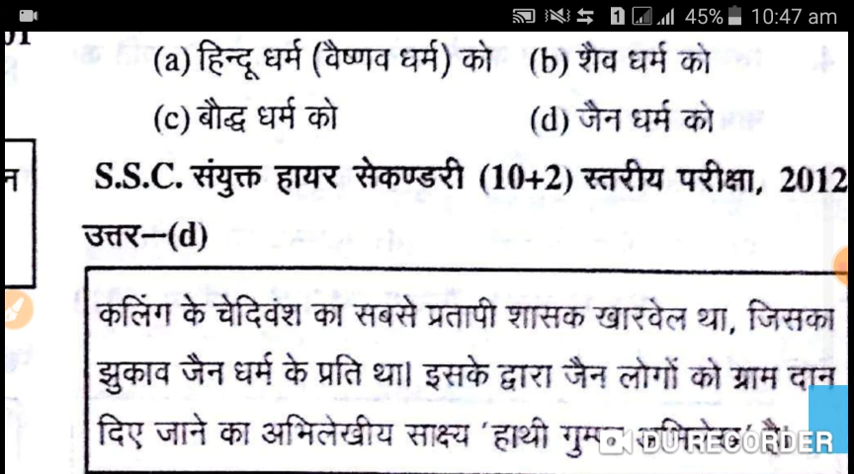 1 45% 10:47 am
(a) हिन्दू धर्म (वैष्णव धर्म) को (b) शैव धर्म को
(c) बौद्ध धर्म को (d) जैन धर्म को
S.S.C. संयुक्त हायर सेकण्डरी (10+2) स्तरीय परीक्षा, 2012
उत्तर–(d)
कलिंग के चेदिवंश का सबसे प्रतापी शासक खारवेल था, जिसका
झुकाव जैन धर्म के प्रति था। इसके द्वारा जैन लोगों को ग्राम दान
दिए जाने का अभिलेखीय साक्ष्य 'हाथी है।
DU RECORDER